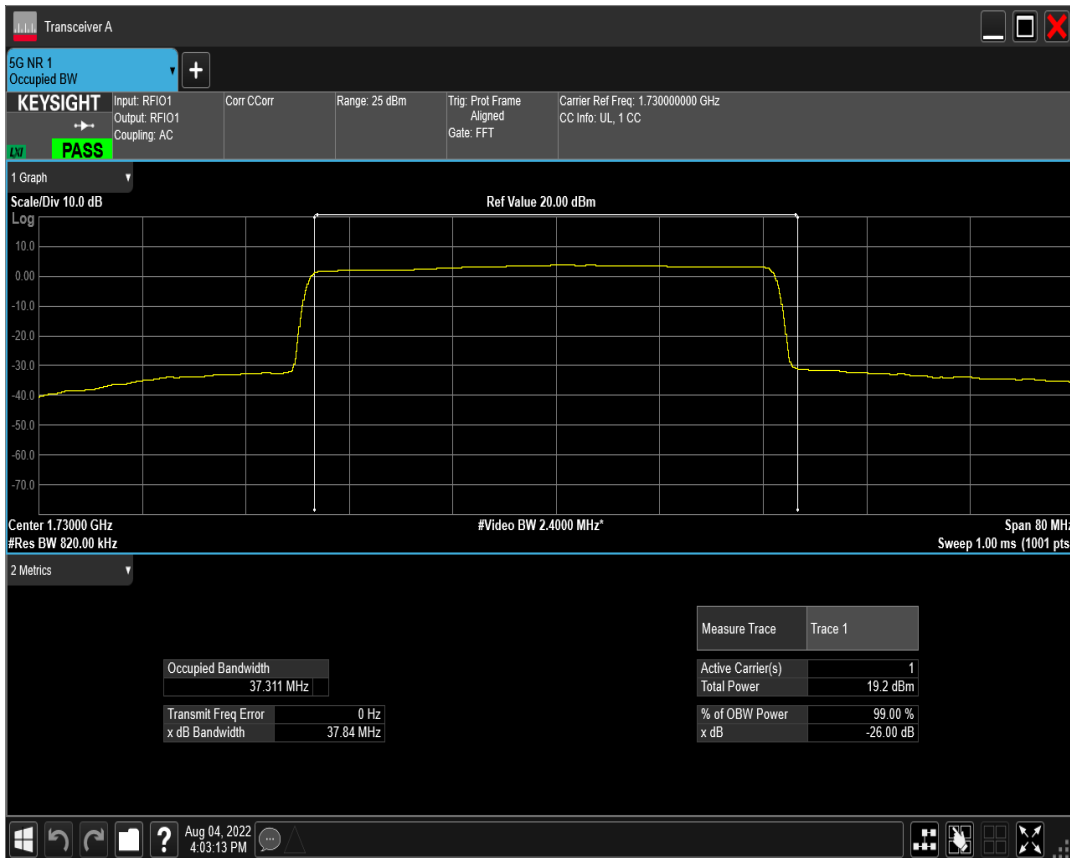 Transceiver A
5G NR 1
Occupied BW
+
KEYSIGHT
LXI
PASS
Input: RFIO1
Output: RFIO1
Coupling: AC
Corr CCorr
Range: 25 dBm
Trig: Prot Frame
Aligned
Gate: FFT
Carrier Ref Freq: 1.730000000 GHz
CC Info: UL, 1 CC
1 Graph
Scale/Div 10.0 dB
Ref Value 20.00 dBm
Log
10.0
0.00
-10.0
-20.0
-30.0
-40.0
-50.0
-60.0
-70.0
Center 1.73000 GHz
#Video BW 2.4000 MHz*
Span 80 MHz
#Res BW 820.00 kHz
Sweep 1.00 ms (1001 pts
2 Metrics
Measure Trace Trace 1
Occupied Bandwidth
37.311 MHz
Active Carrier(s) 1
Total Power 19.2 dBm
Transmit Freq Error 0 Hz
x dB Bandwidth 37.84 MHz
% of OBW Power 99.00 %
x dB -26.00 dB
?
Aug 04, 2022
4:03:13 PM